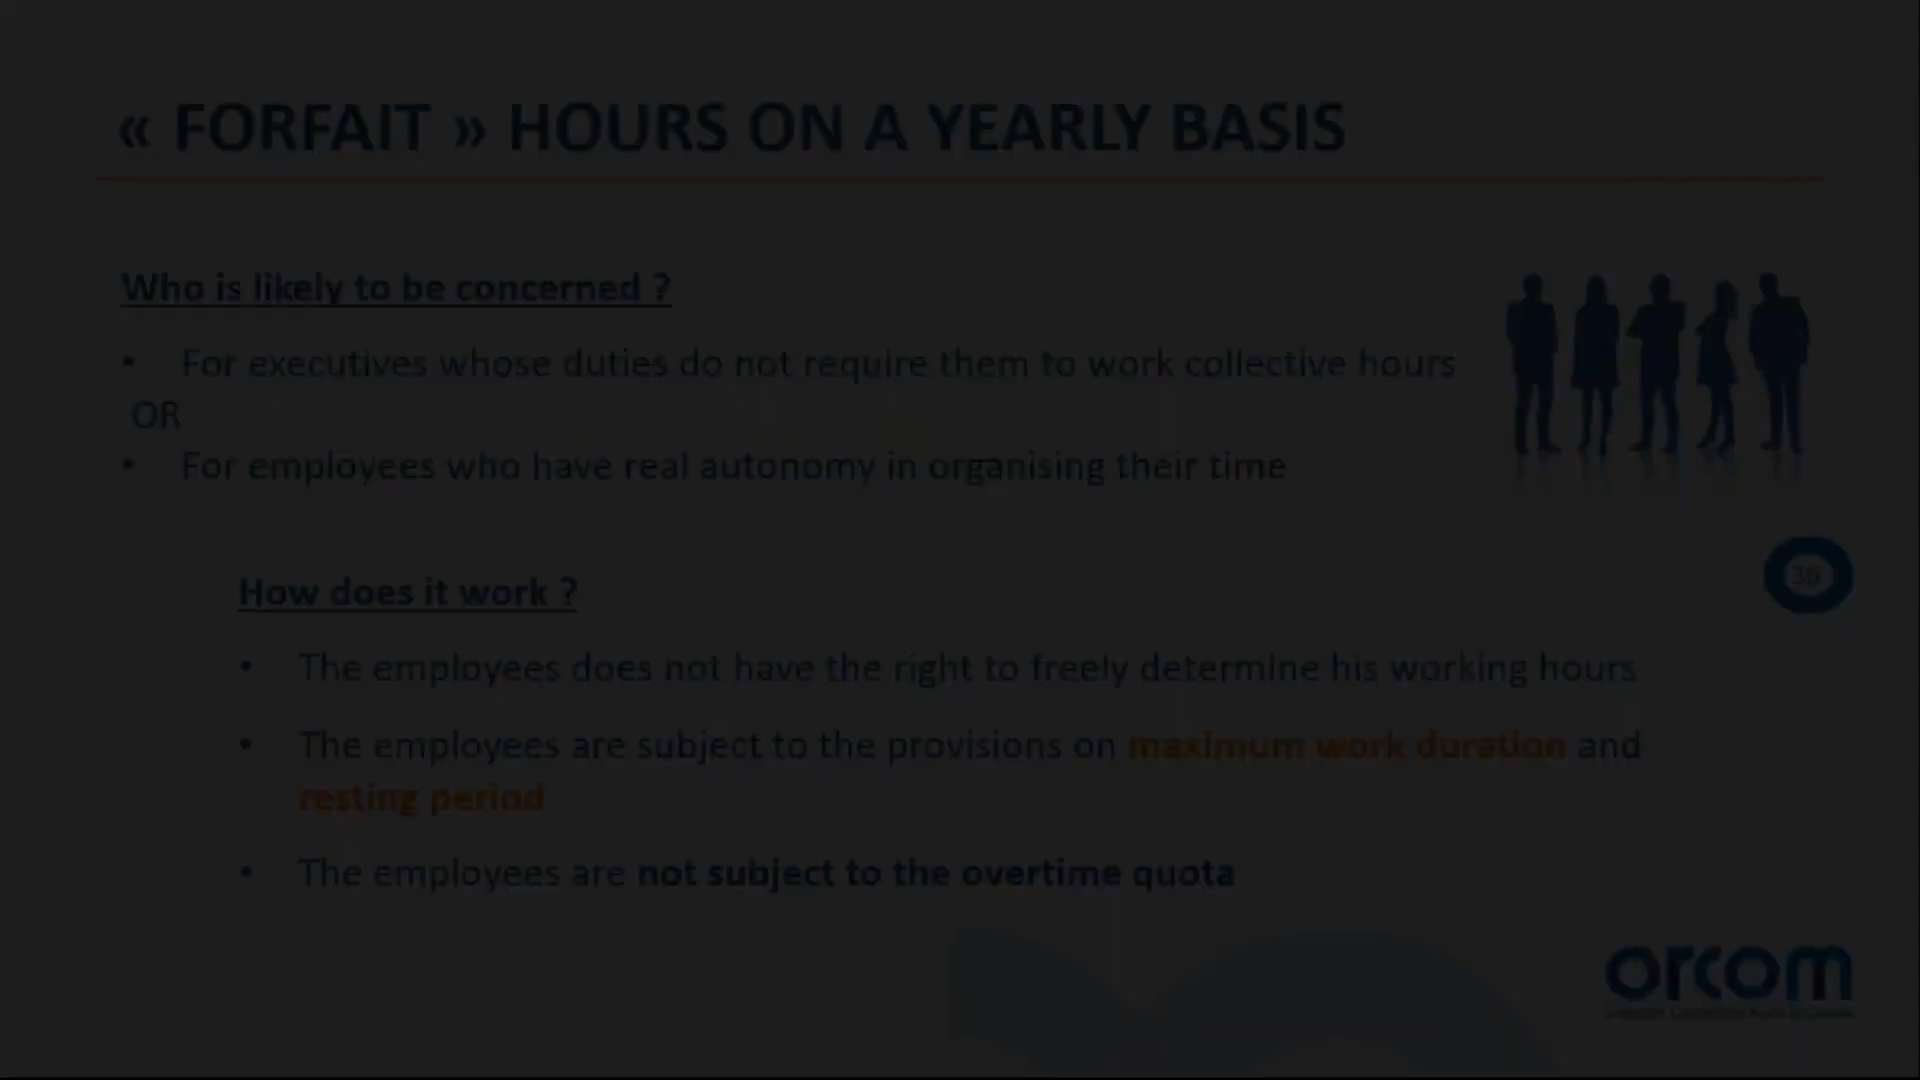 « FORFAIT » HOURS ON A YEARLY BASIS
Who is likely to be concerned ?
• For executives whose duties do not require them to work collective hours
OR
• For employees who have real autonomy in organising their time
36
How does it work ?
• The employees does not have the right to freely determine his working hours
• The employees are subject to the provisions on maximum work duration and
resting period
• The employees are not subject to the overtime quota
orcom